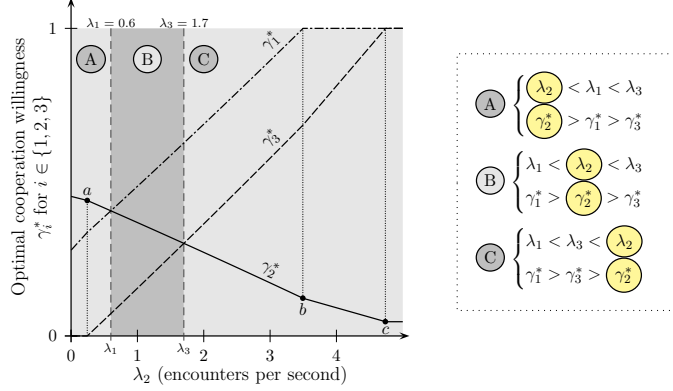 λ₁ = 0.6 λ₃ = 1.7
1
A B C
γ₁*
γ₃*
a
γ₂*
b
c
0
Optimal cooperation willingness
γᵢ* for i ∈ {1, 2, 3}
0 λ₁ 1 λ₃ 2 3 4
λ₂ (encounters per second)
A { λ₂ < λ₁ < λ₃
γ₂* > γ₁* > γ₃*
B { λ₁ < λ₂ < λ₃
γ₁* > γ₂* > γ₃*
C { λ₁ < λ₃ < λ₂
γ₁* > γ₃* > γ₂*